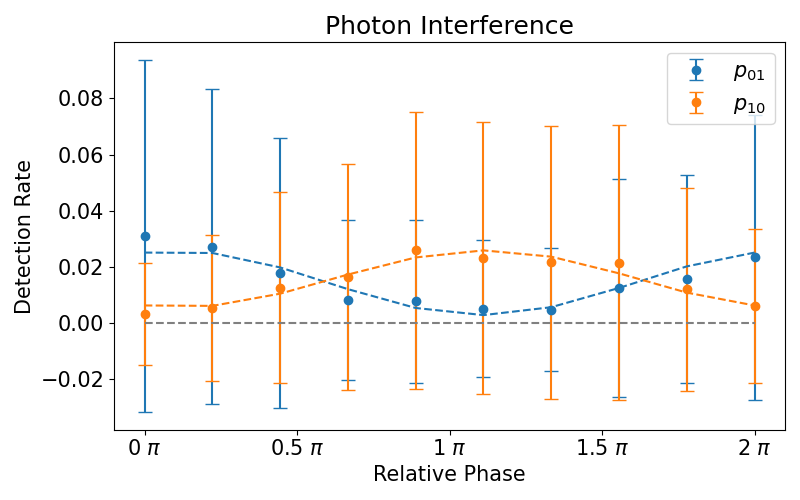 Photon Interference
p01
p10
Detection Rate
0.08
0.06
0.04
0.02
0.00
−0.02
0 π
0.5 π
1 π
1.5 π
2 π
Relative Phase